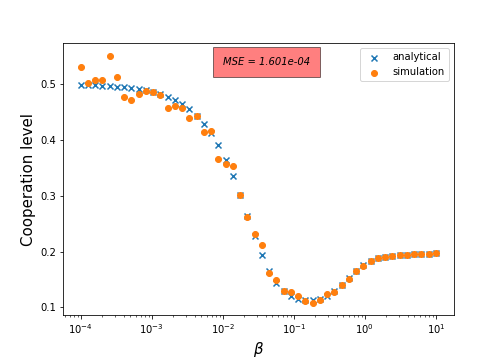 MSE = 1.601e-04
analytical
simulation
Cooperation level
0.5
0.4
0.3
0.2
0.1
10⁻⁴
10⁻³
10⁻²
10⁻¹
10⁰
10¹
β